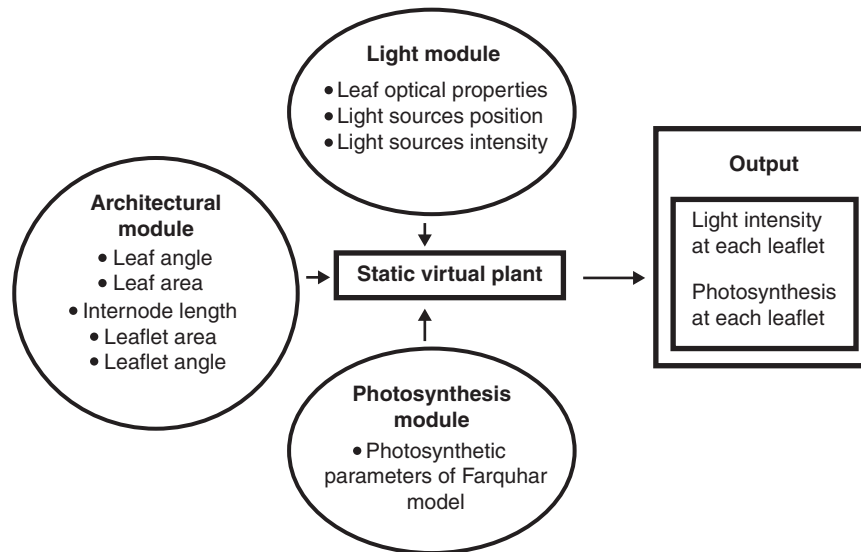 Light module
• Leaf optical properties
• Light sources position
• Light sources intensity
Architectural
module
• Leaf angle
• Leaf area
• Internode length
• Leaflet area
• Leaflet angle
Static virtual plant
Output
Light intensity
at each leaflet
Photosynthesis
at each leaflet
Photosynthesis
module
• Photosynthetic
parameters of Farquhar
model